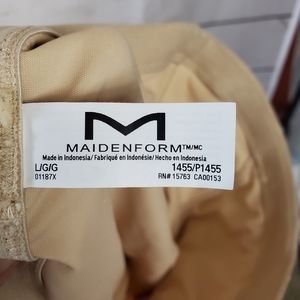 M
MAIDENFORM™/MC
Made in Indonesia/ Fabriqué en Indonésie/ Hecho en Indonesia
L/G/G 1455/P1455
01187X RN# 15763 CA00153